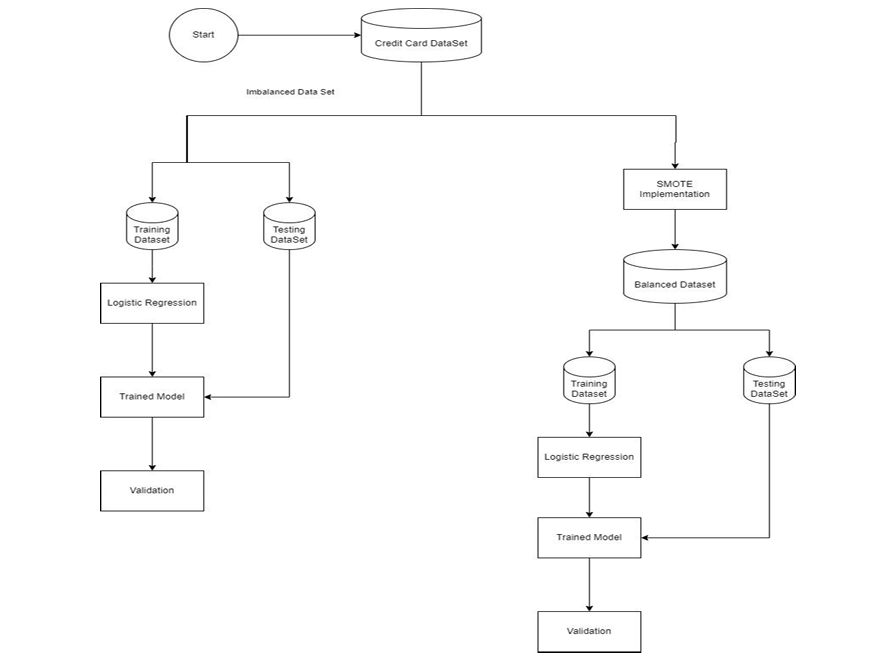 Start
Credit Card DataSet
Imbalanced Data Set
SMOTE
Implementation
Training
Dataset
Testing
DataSet
Balanced Dataset
Logistic Regression
Training
Dataset
Testing
DataSet
Trained Model
Logistic Regression
Validation
Trained Model
Validation